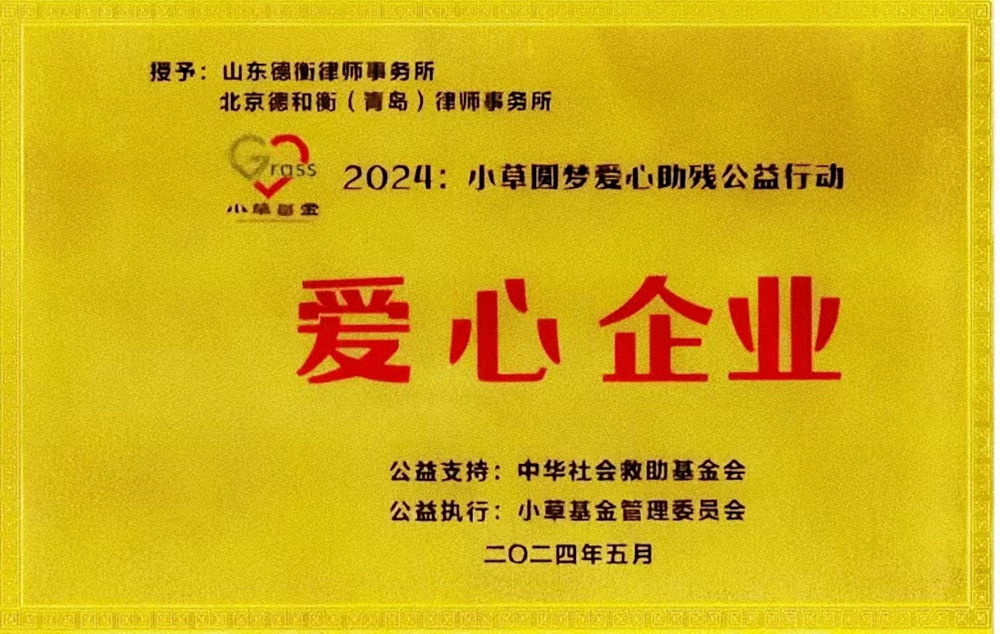 授予：山东德衡律师事务所
北京德和衡（青岛）律师事务所
Grass
小草基金
2024：小草圆梦爱心助残公益行动
爱心企业
公益支持：中华社会救助基金会
公益执行：小草基金管理委员会
二〇二四年五月